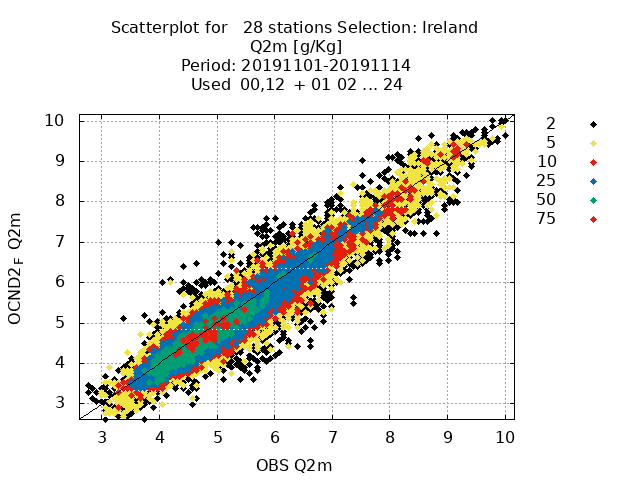 Scatterplot for 28 stations Selection: Ireland
Q2m [g/Kg]
Period: 20191101-20191114
Used 00,12 + 01 02 ... 24
10
9
8
7
6
5
4
3
OCND2F Q2m
3 4 5 6 7 8 9 10
OBS Q2m
2
5
10
25
50
75